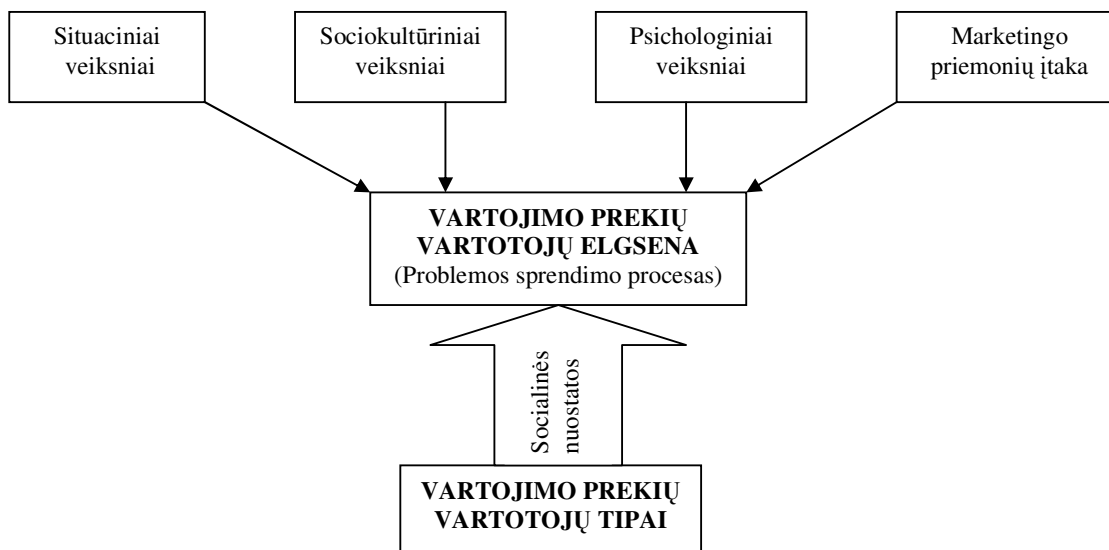 Situaciniai
veiksniai
Sociokultūriniai
veiksniai
Psichologiniai
veiksniai
Marketingo
priemonių įtaka
VARTOJIMO PREKIŲ
VARTOTOJŲ ELGSENA
(Problemos sprendimo procesas)
Socialinės
nuostatos
VARTOJIMO PREKIŲ
VARTOTOJŲ TIPAI